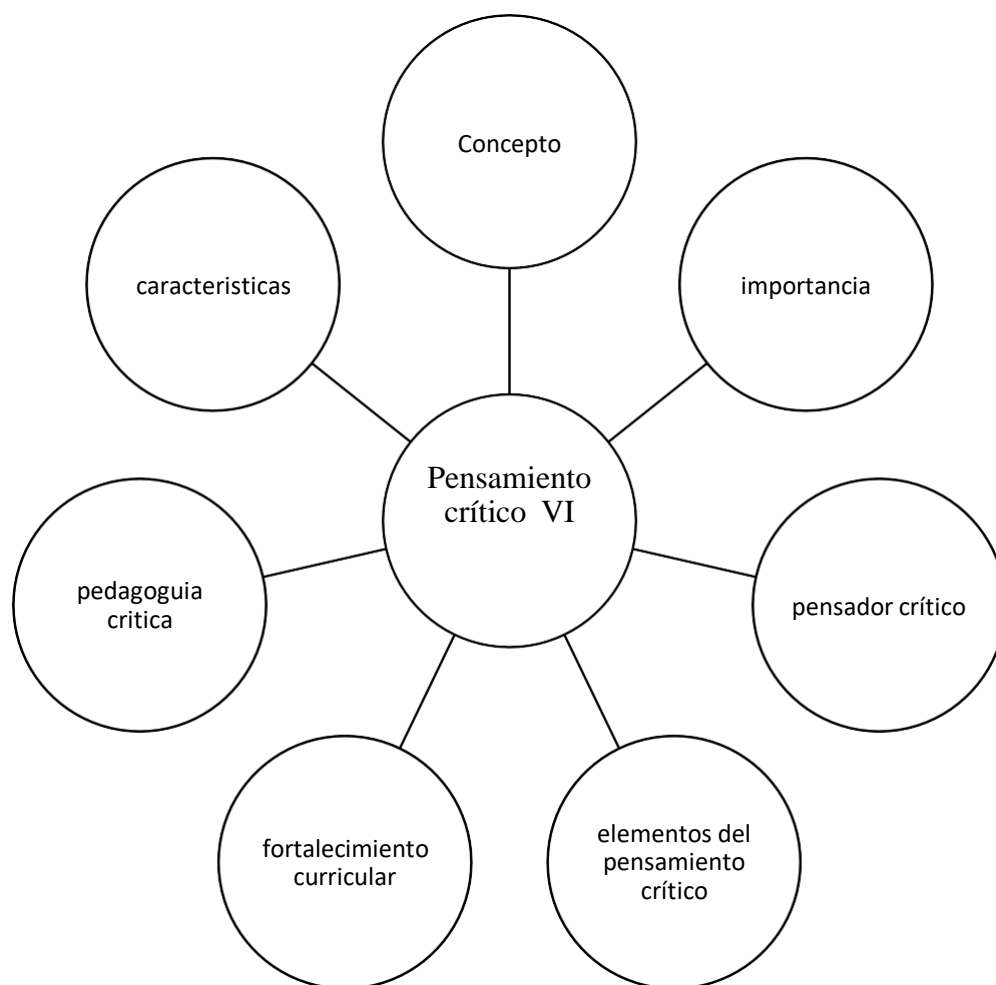 Concepto
caracteristicas
importancia
Pensamiento
crítico VI
pedagoguia
critica
pensador crítico
fortalecimiento
curricular
elementos del
pensamiento
crítico